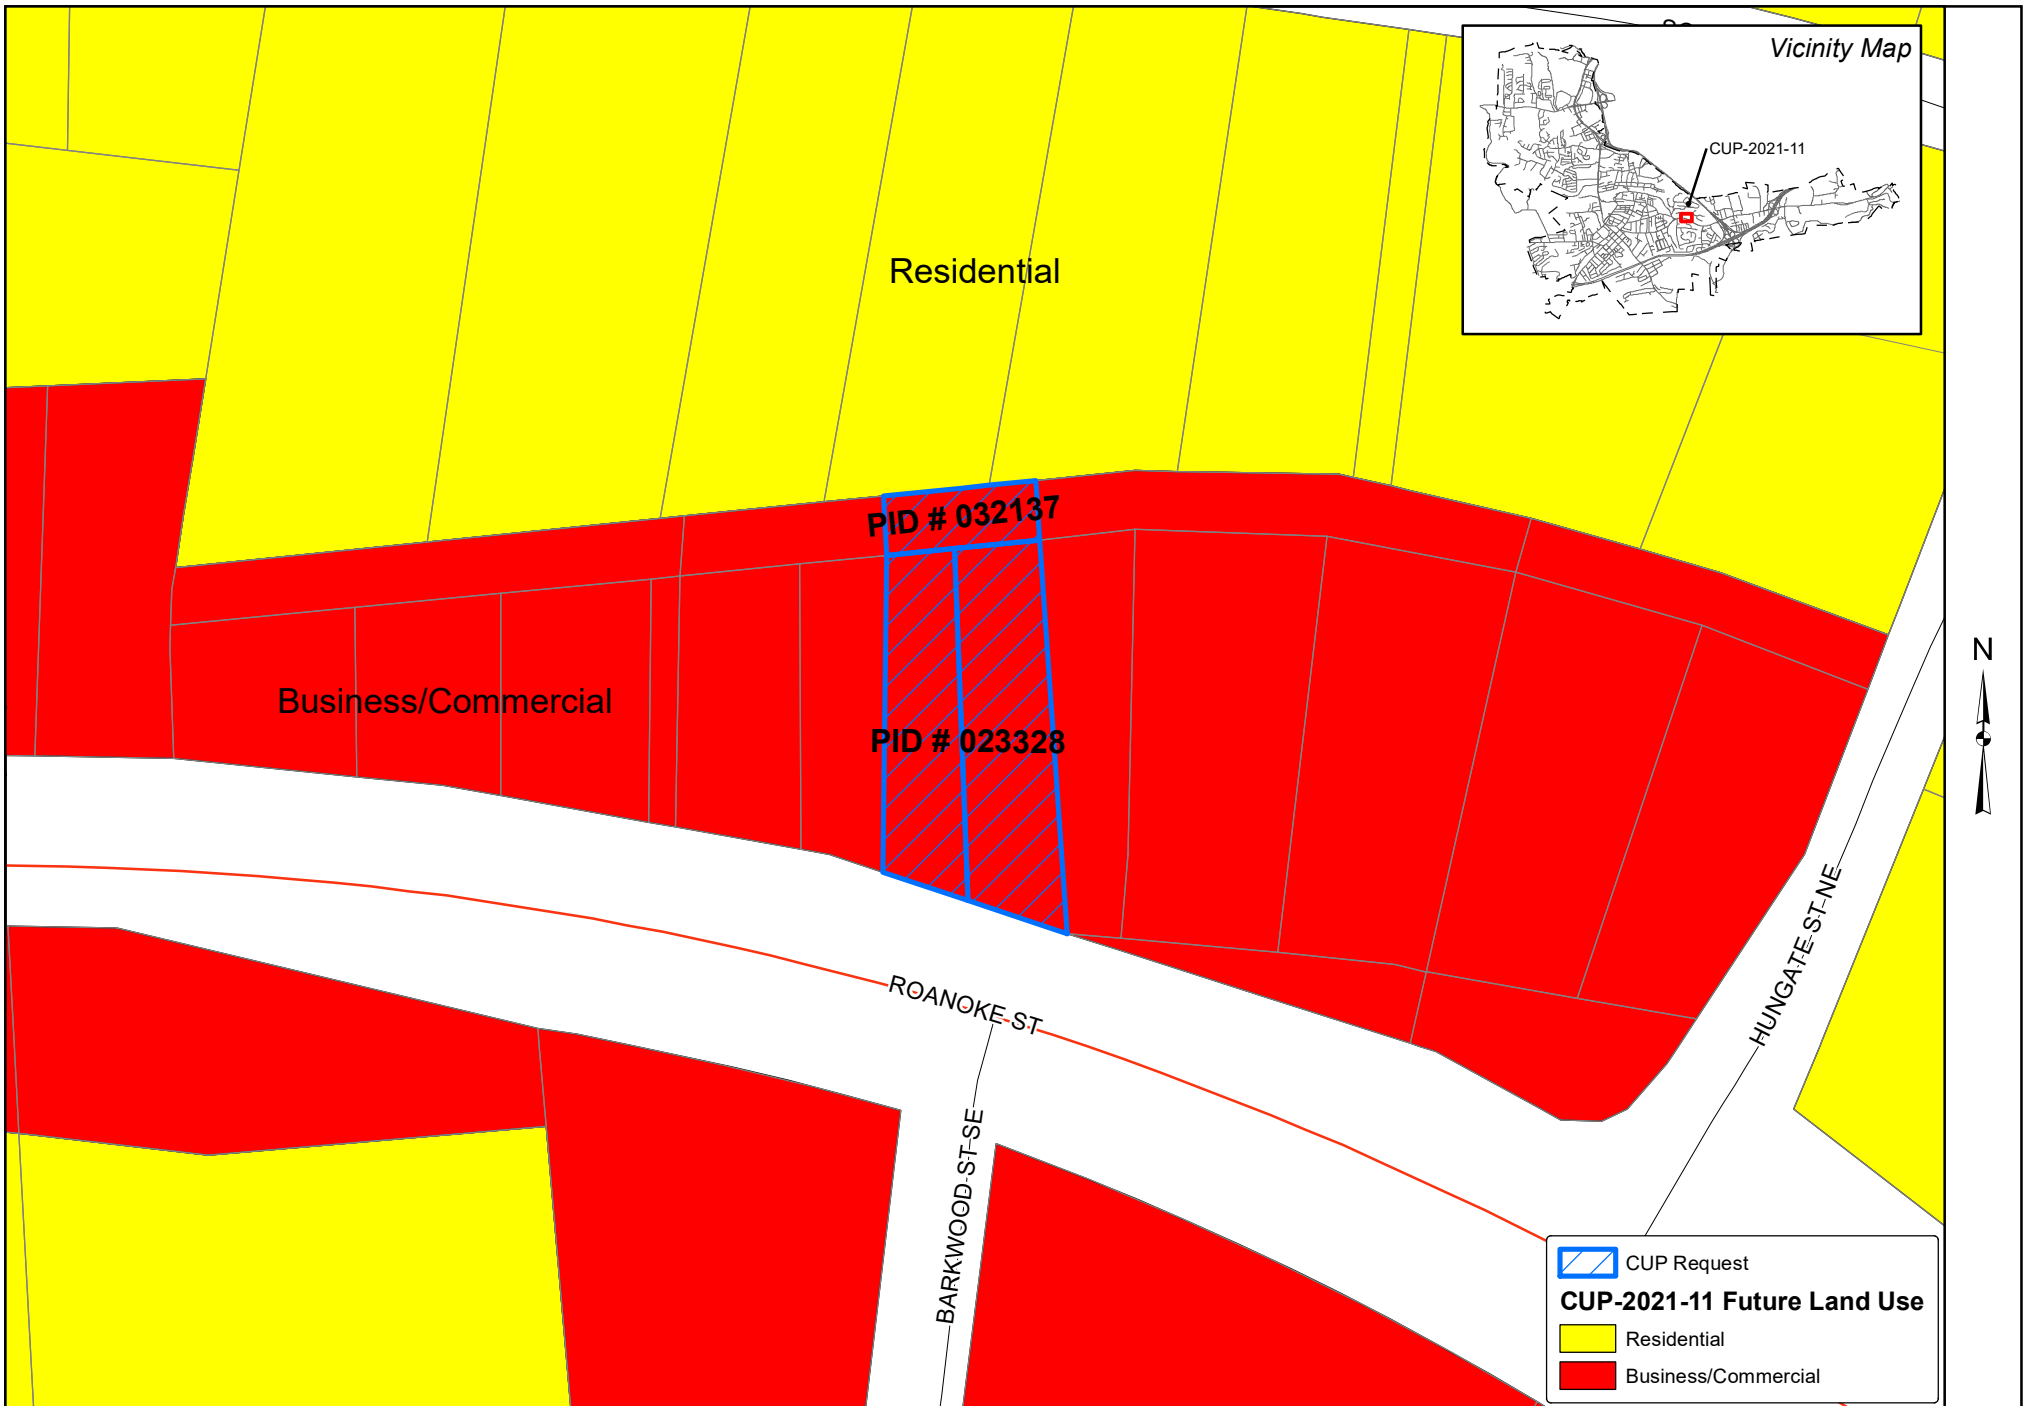 Vicinity Map
CUP-2021-11
Residential
PID # 032137
N
Business/Commercial
PID # 023328
HUNGATE ST NE
ROANOKE ST
BARKWOOD ST SE
CUP Request
CUP-2021-11 Future Land Use
Residential
Business/Commercial